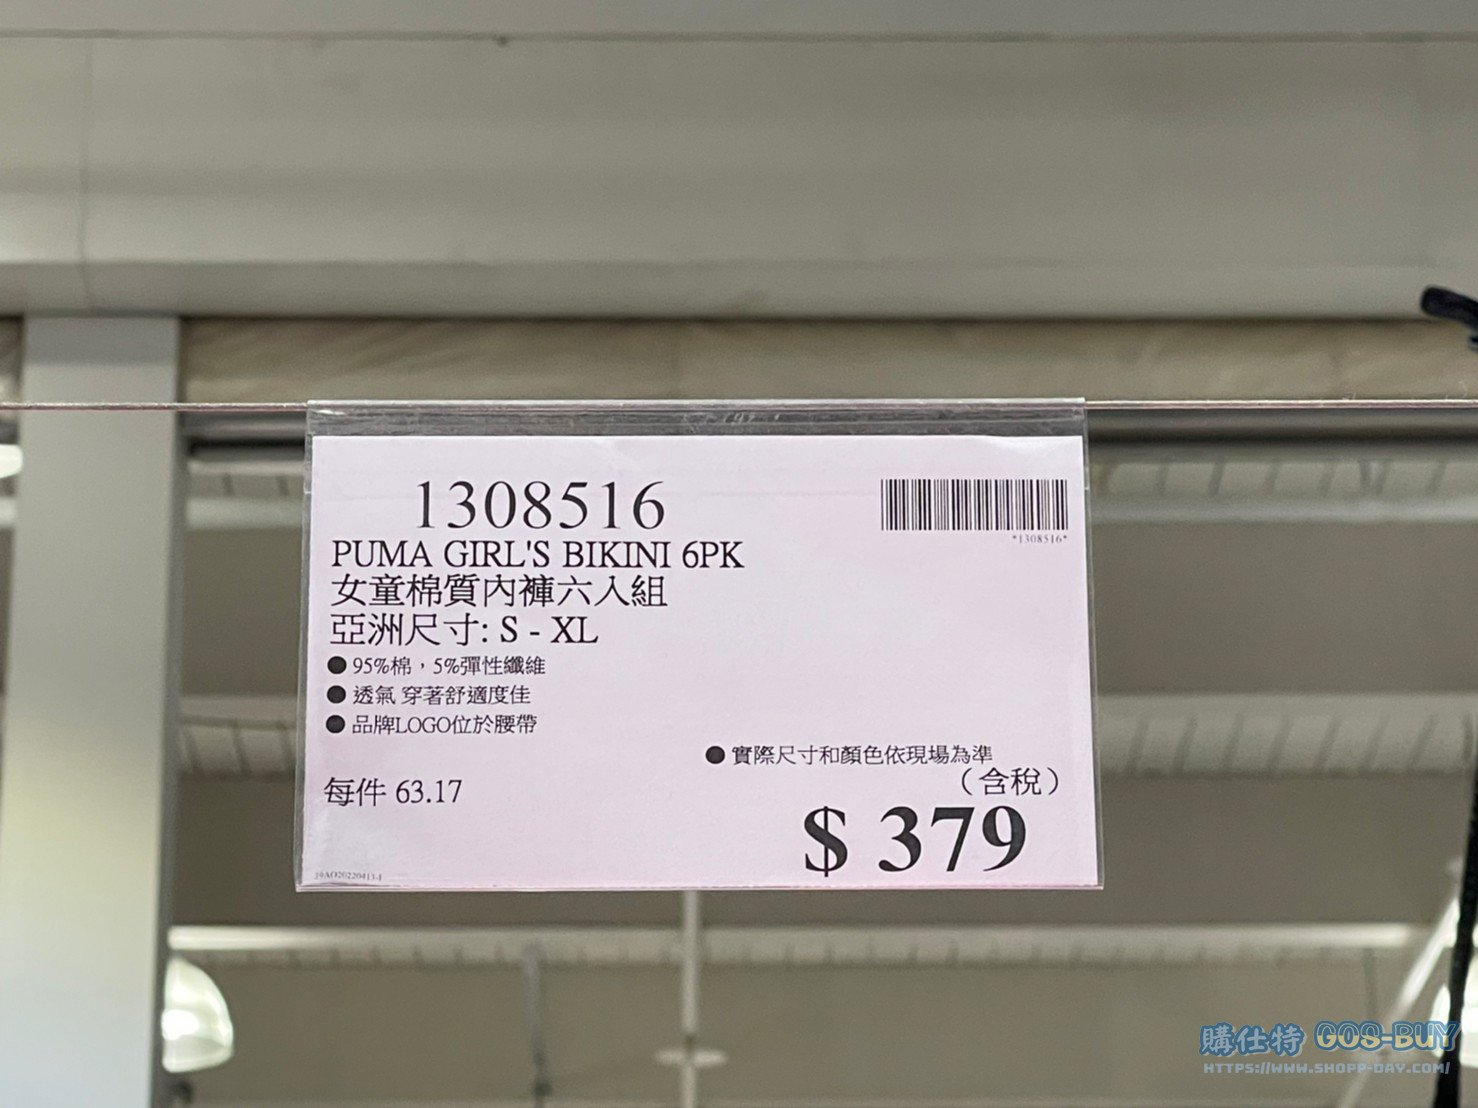 1308516
*1308516*
PUMA GIRL'S BIKINI 6PK
女童棉質內褲六入組
亞洲尺寸: S - XL
● 95%棉，5%彈性纖維
● 透氣 穿著舒適度佳
● 品牌LOGO位於腰帶
● 實際尺寸和顏色依現場為準
(含稅)
每件 63.17
$ 379
購仕特 GOS-BUY
HTTPS://WWW.SHOPP-DAY.COM/